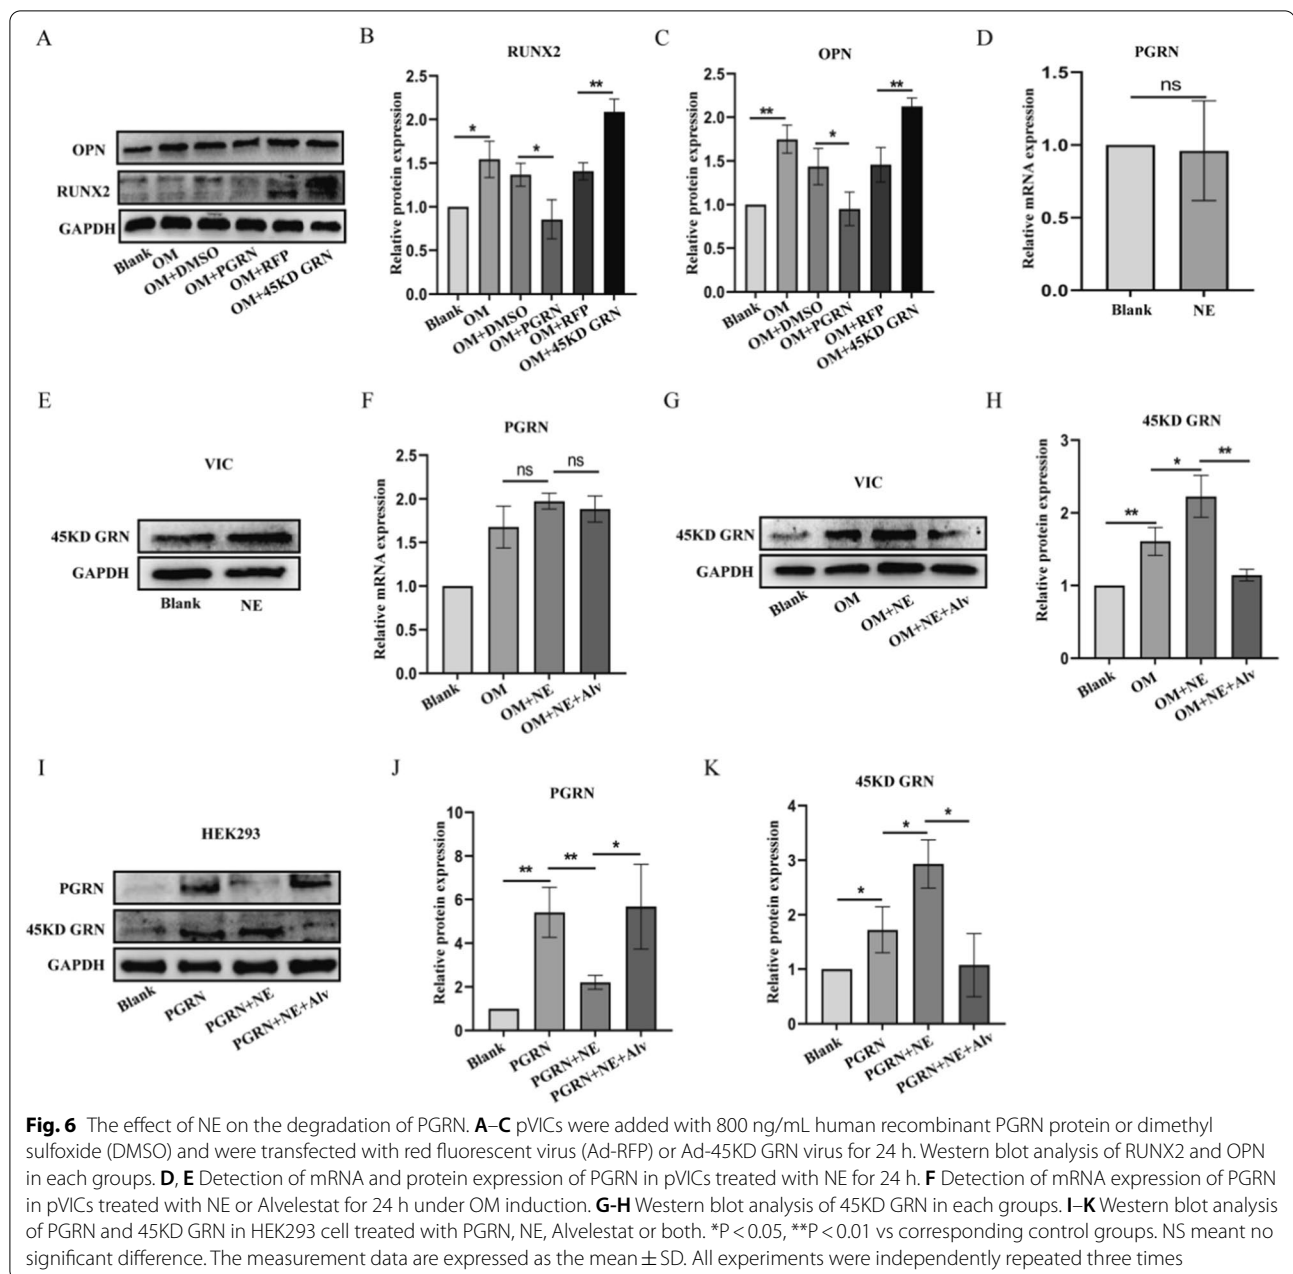 A
OPN
RUNX2
GAPDH
Blank
OM
OM+DMSO
OM+PGRN
OM+RFP
OM+45KD GRN
B
RUNX2
Relative protein expression
2.5
2.0
1.5
1.0
0.5
0.0
*
*
**
Blank
OM
OM+DMSO
OM+PGRN
OM+RFP
OM+45KD GRN
C
OPN
Relative protein expression
2.5
2.0
1.5
1.0
0.5
0.0
**
*
**
Blank
OM
OM+DMSO
OM+PGRN
OM+RFP
OM+45KD GRN
D
PGRN
Relative mRNA expression
1.5
1.0
0.5
0.0
ns
Blank
NE
E
VIC
45KD GRN
GAPDH
Blank
NE
F
PGRN
Relative mRNA expression
2.5
2.0
1.5
1.0
0.5
0.0
ns
ns
Blank
OM
OM+NE
OM+NE+Alv
G
VIC
45KD GRN
GAPDH
Blank
OM
OM+NE
OM+NE+Alv
H
45KD GRN
Relative protein expression
3
2
1
0
**
*
**
Blank
OM
OM+NE
OM+NE+Alv
I
HEK293
PGRN
45KD GRN
GAPDH
Blank
PGRN
PGRN+NE
PGRN+NE+Alv
J
PGRN
Relative protein expression
10
8
6
4
2
0
**
**
*
Blank
PGRN
PGRN+NE
PGRN+NE+Alv
K
45KD GRN
Relative protein expression
4
3
2
1
0
*
*
*
Blank
PGRN
PGRN+NE
PGRN+NE+Alv
Fig. 6 The effect of NE on the degradation of PGRN. A–C pVICs were added with 800 ng/mL human recombinant PGRN protein or dimethyl
sulfoxide (DMSO) and were transfected with red fluorescent virus (Ad-RFP) or Ad-45KD GRN virus for 24 h. Western blot analysis of RUNX2 and OPN
in each groups. D, E Detection of mRNA and protein expression of PGRN in pVICs treated with NE for 24 h. F Detection of mRNA expression of PGRN
in pVICs treated with NE or Alvelestat for 24 h under OM induction. G-H Western blot analysis of 45KD GRN in each groups. I–K Western blot analysis
of PGRN and 45KD GRN in HEK293 cell treated with PGRN, NE, Alvelestat or both. *P < 0.05, **P < 0.01 vs corresponding control groups. NS meant no
significant difference. The measurement data are expressed as the mean ± SD. All experiments were independently repeated three times